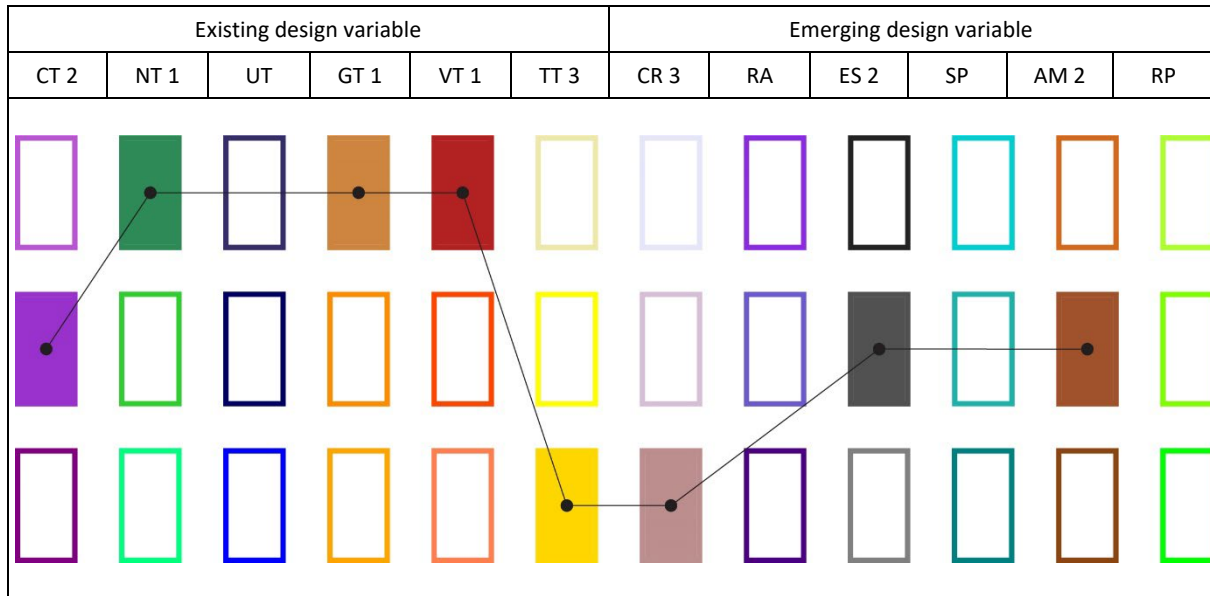 Existing design variable Emerging design variable
CT 2 NT 1 UT GT 1 VT 1 TT 3 CR 3 RA ES 2 SP AM 2 RP